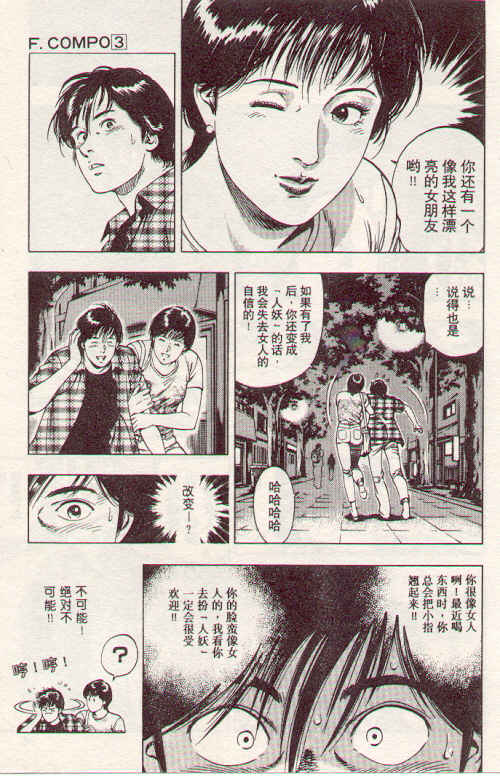 F. COMPO 3
你还有一个
像我这样漂
亮的女朋友
哟!!
说…
说得也是
…
如果有了我
后，你还变成
“人妖”的话，
我会失去女人的
自信的！
哈哈哈哈
改变—?
你很像女人
咧！最近喝
东西时，你
总会把小指
翘起来!!
你的脸蛮像女
人的，我看你
去扮“人妖”
一定会很受
欢迎!!
不可能！
绝对不
可能!!
?
哼！哼！